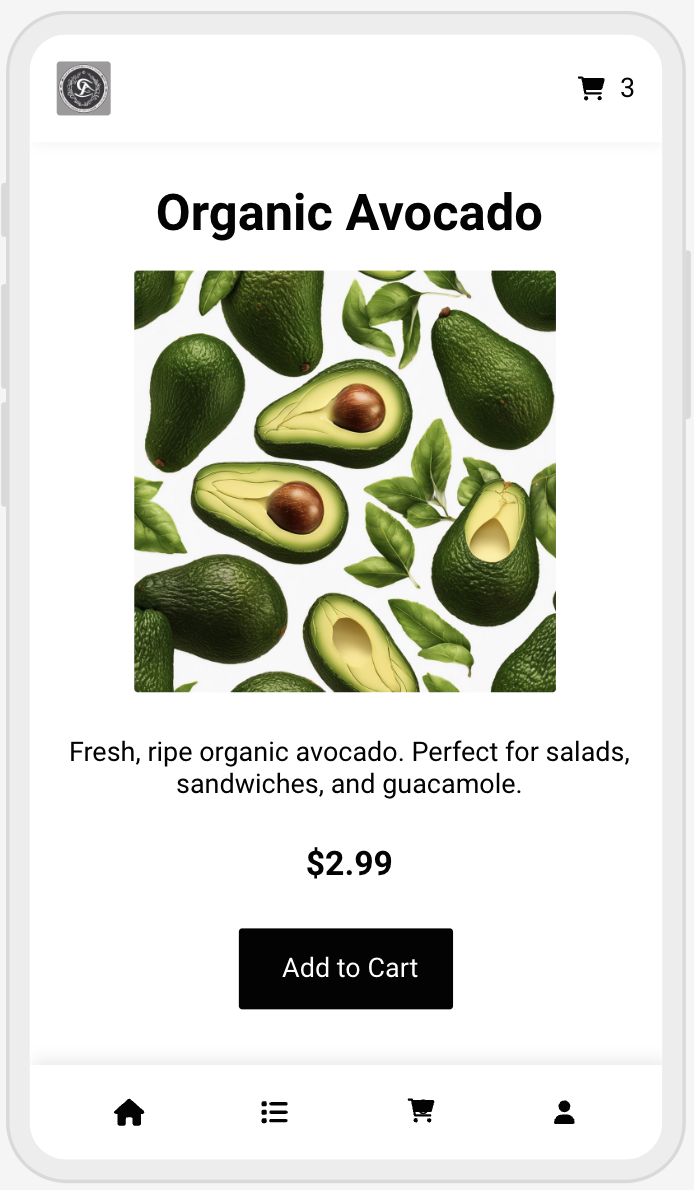 3
Organic Avocado
Fresh, ripe organic avocado. Perfect for salads,
sandwiches, and guacamole.
$2.99
Add to Cart